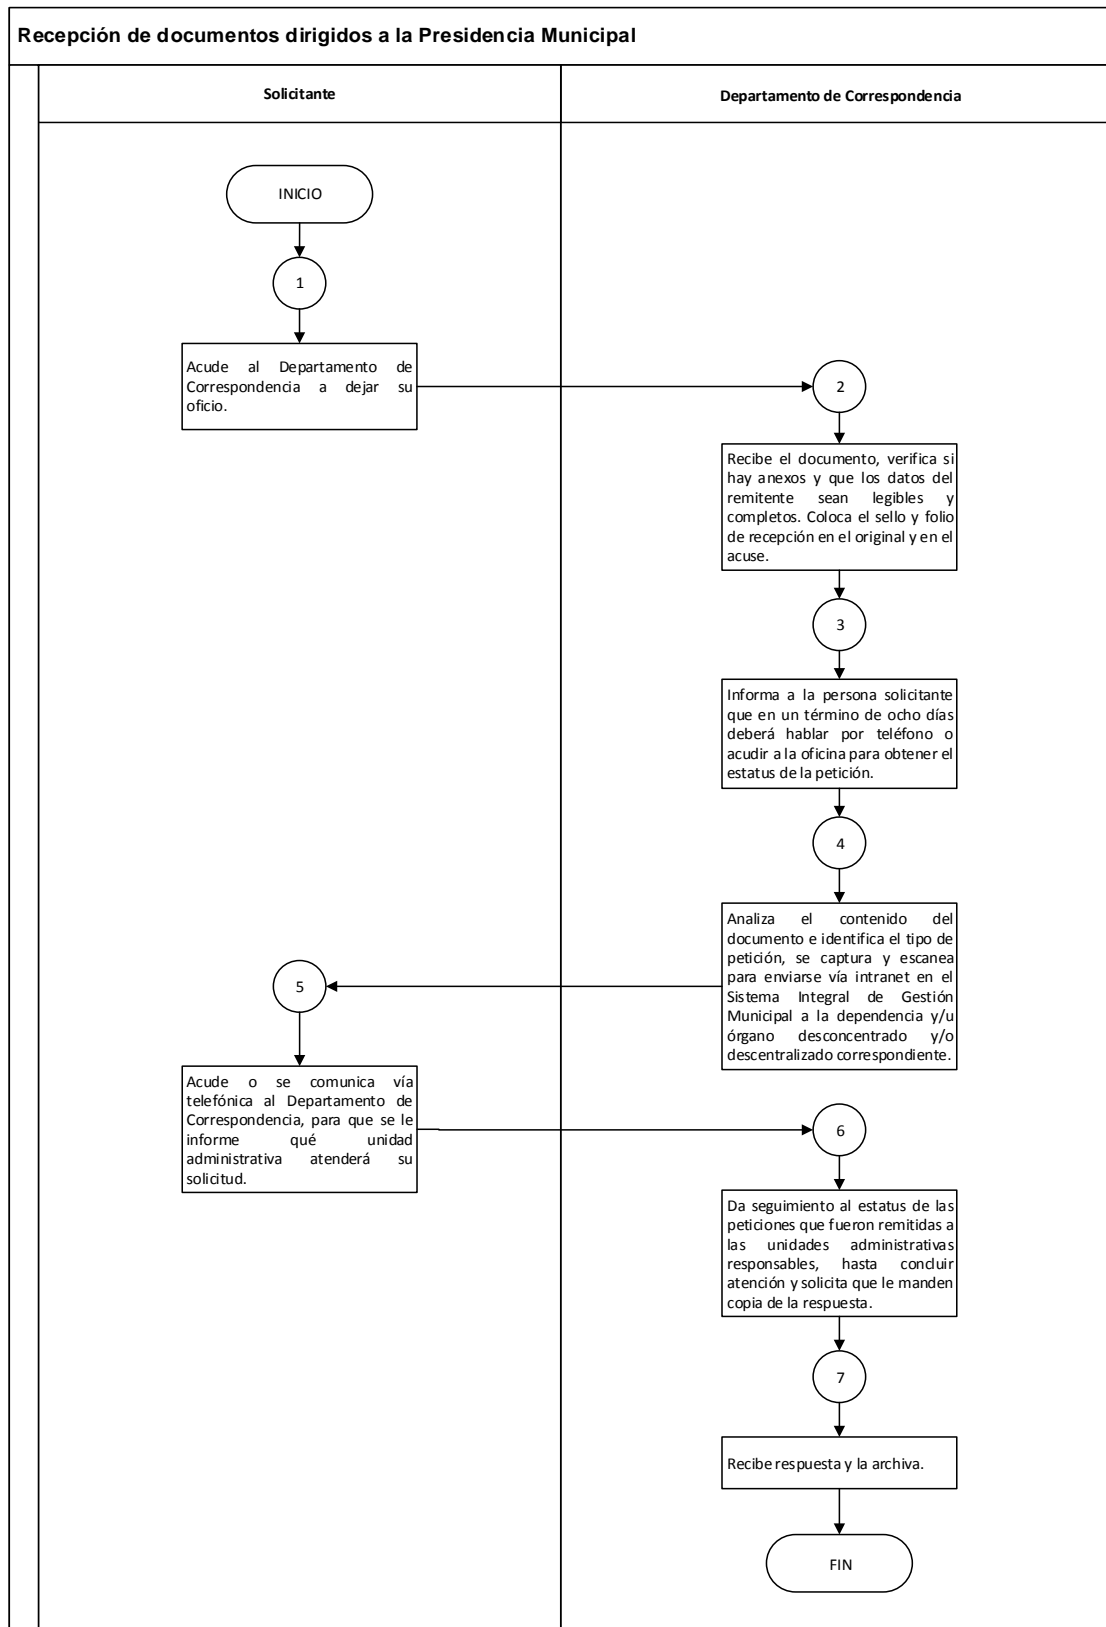 Recepción de documentos dirigidos a la Presidencia Municipal
Solicitante
Departamento de Correspondencia
INICIO
1
Acude al Departamento de
Correspondencia a dejar su
oficio.
2
Recibe el documento, verifica si
hay anexos y que los datos del
remitente sean legibles y
completos. Coloca el sello y folio
de recepción en el original y en el
acuse.
3
Informa a la persona solicitante
que en un término de ocho días
deberá hablar por teléfono o
acudir a la oficina para obtener el
estatus de la petición.
4
Analiza el contenido del
documento e identifica el tipo de
petición, se captura y escanea
para enviarse vía intranet en el
Sistema Integral de Gestión
Municipal a la dependencia y/u
órgano desconcentrado y/o
descentralizado correspondiente.
5
Acude o se comunica vía
telefónica al Departamento de
Correspondencia, para que se le
informe qué unidad
administrativa atenderá su
solicitud.
6
Da seguimiento al estatus de las
peticiones que fueron remitidas a
las unidades administrativas
responsables, hasta concluir
atención y solicita que le manden
copia de la respuesta.
7
Recibe respuesta y la archiva.
FIN